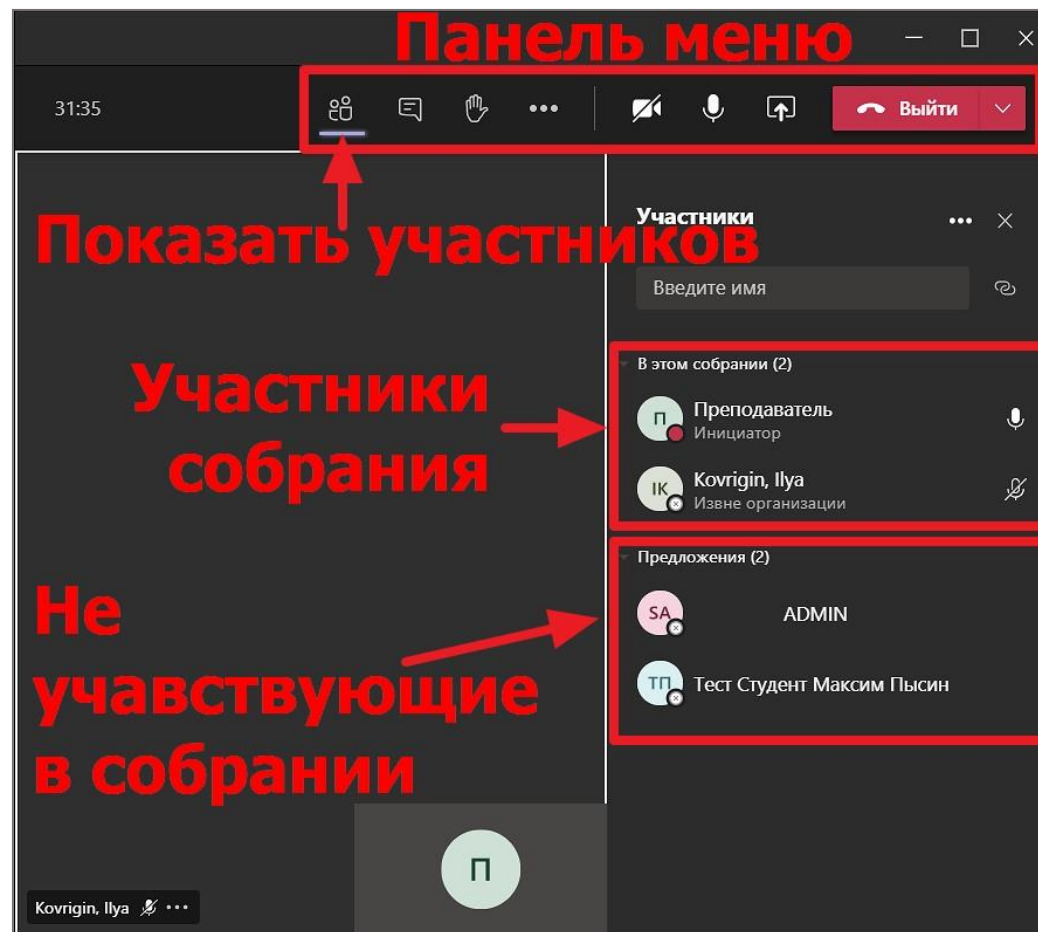 Панель меню
31:35
Выйти
Показать участников
Участники
Введите имя
В этом собрании (2)
П
Преподаватель
Инициатор
IK
Kovrigin, Ilya
Извне организации
Участники
собрания
Предложения (2)
SA
ADMIN
ТП
Тест Студент Максим Пысин
Не
учавствующие
в собрании
П
Kovrigin, Ilya